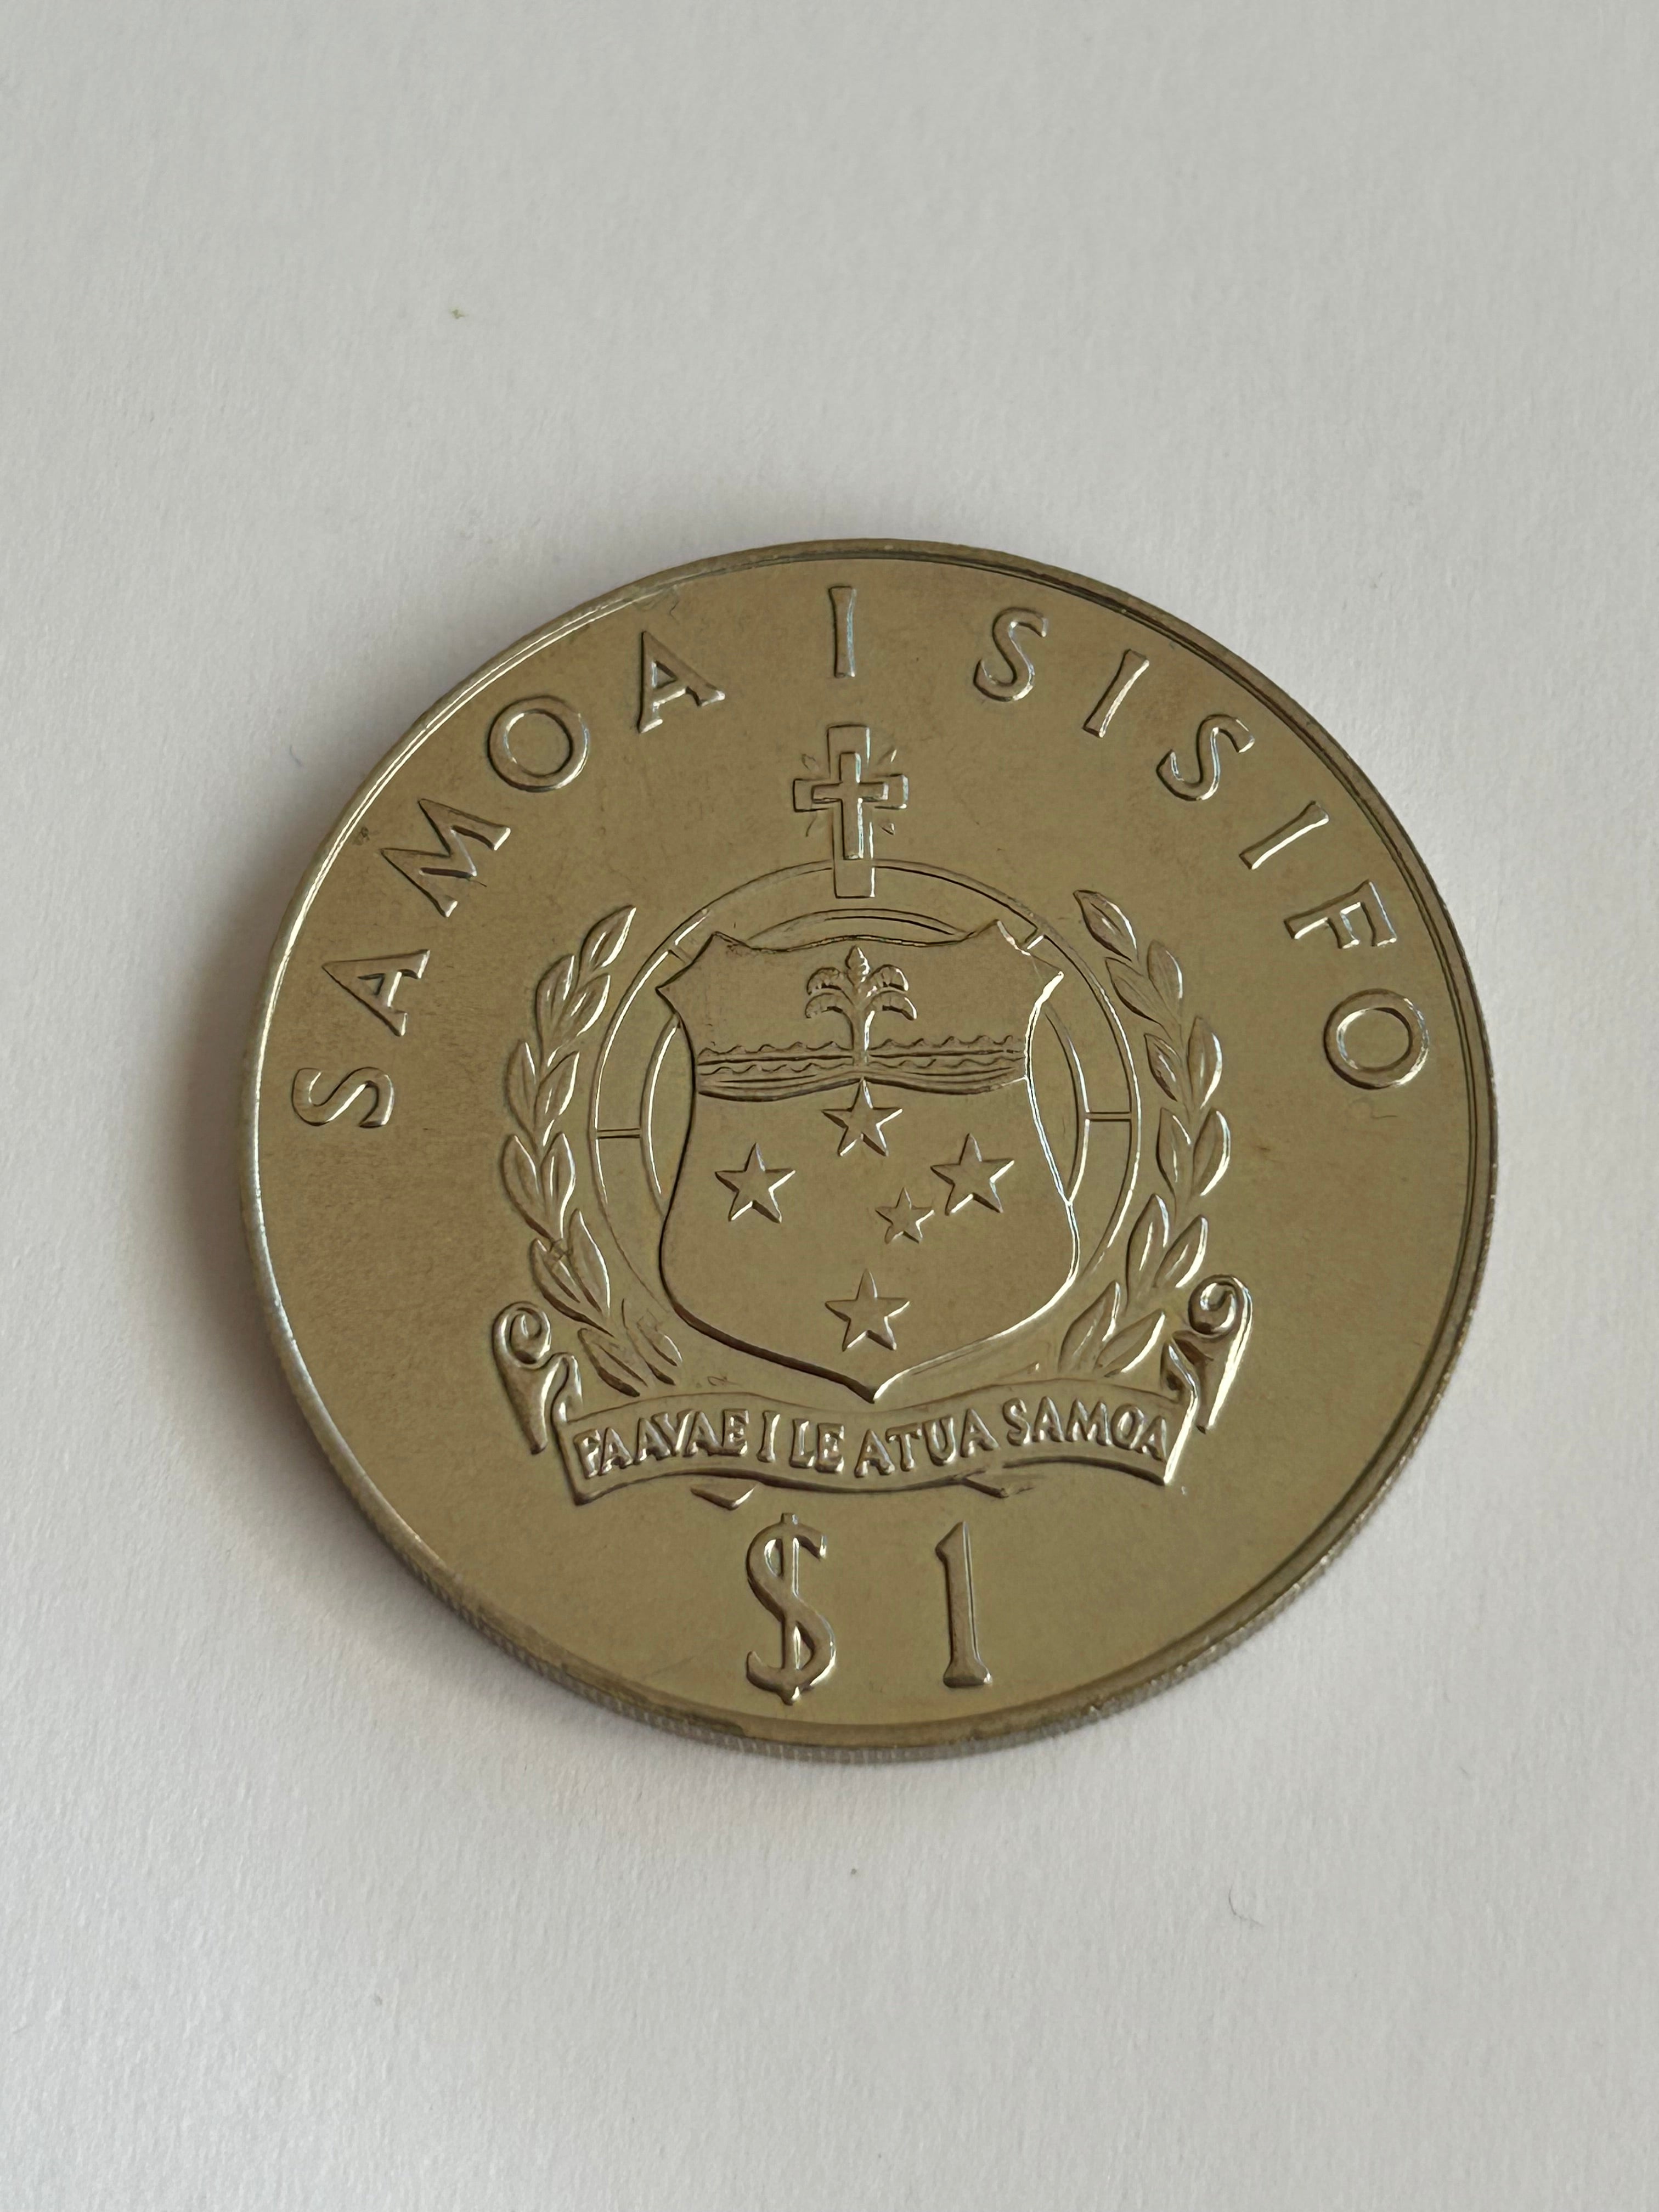 SAMOA I SISIFO
FAAVAE I LE ATUA SAMOA
$ 1